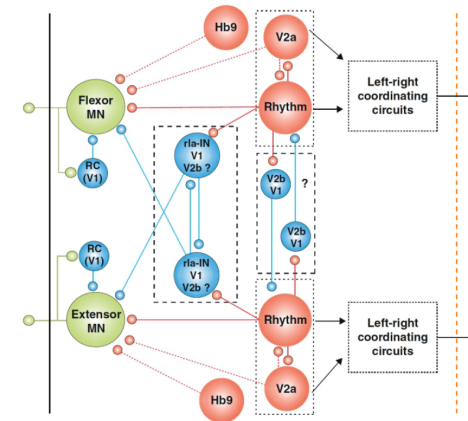 Hb9
V2a
Flexor
MN
Rhythm
Left-right
coordinating
circuits
rIa-IN
V1
V2b ?
RC
(V1)
V2b
V1
?
V2b
V1
RC
(V1)
rIa-IN
V1
V2b ?
Extensor
MN
Rhythm
Left-right
coordinating
circuits
V2a
Hb9